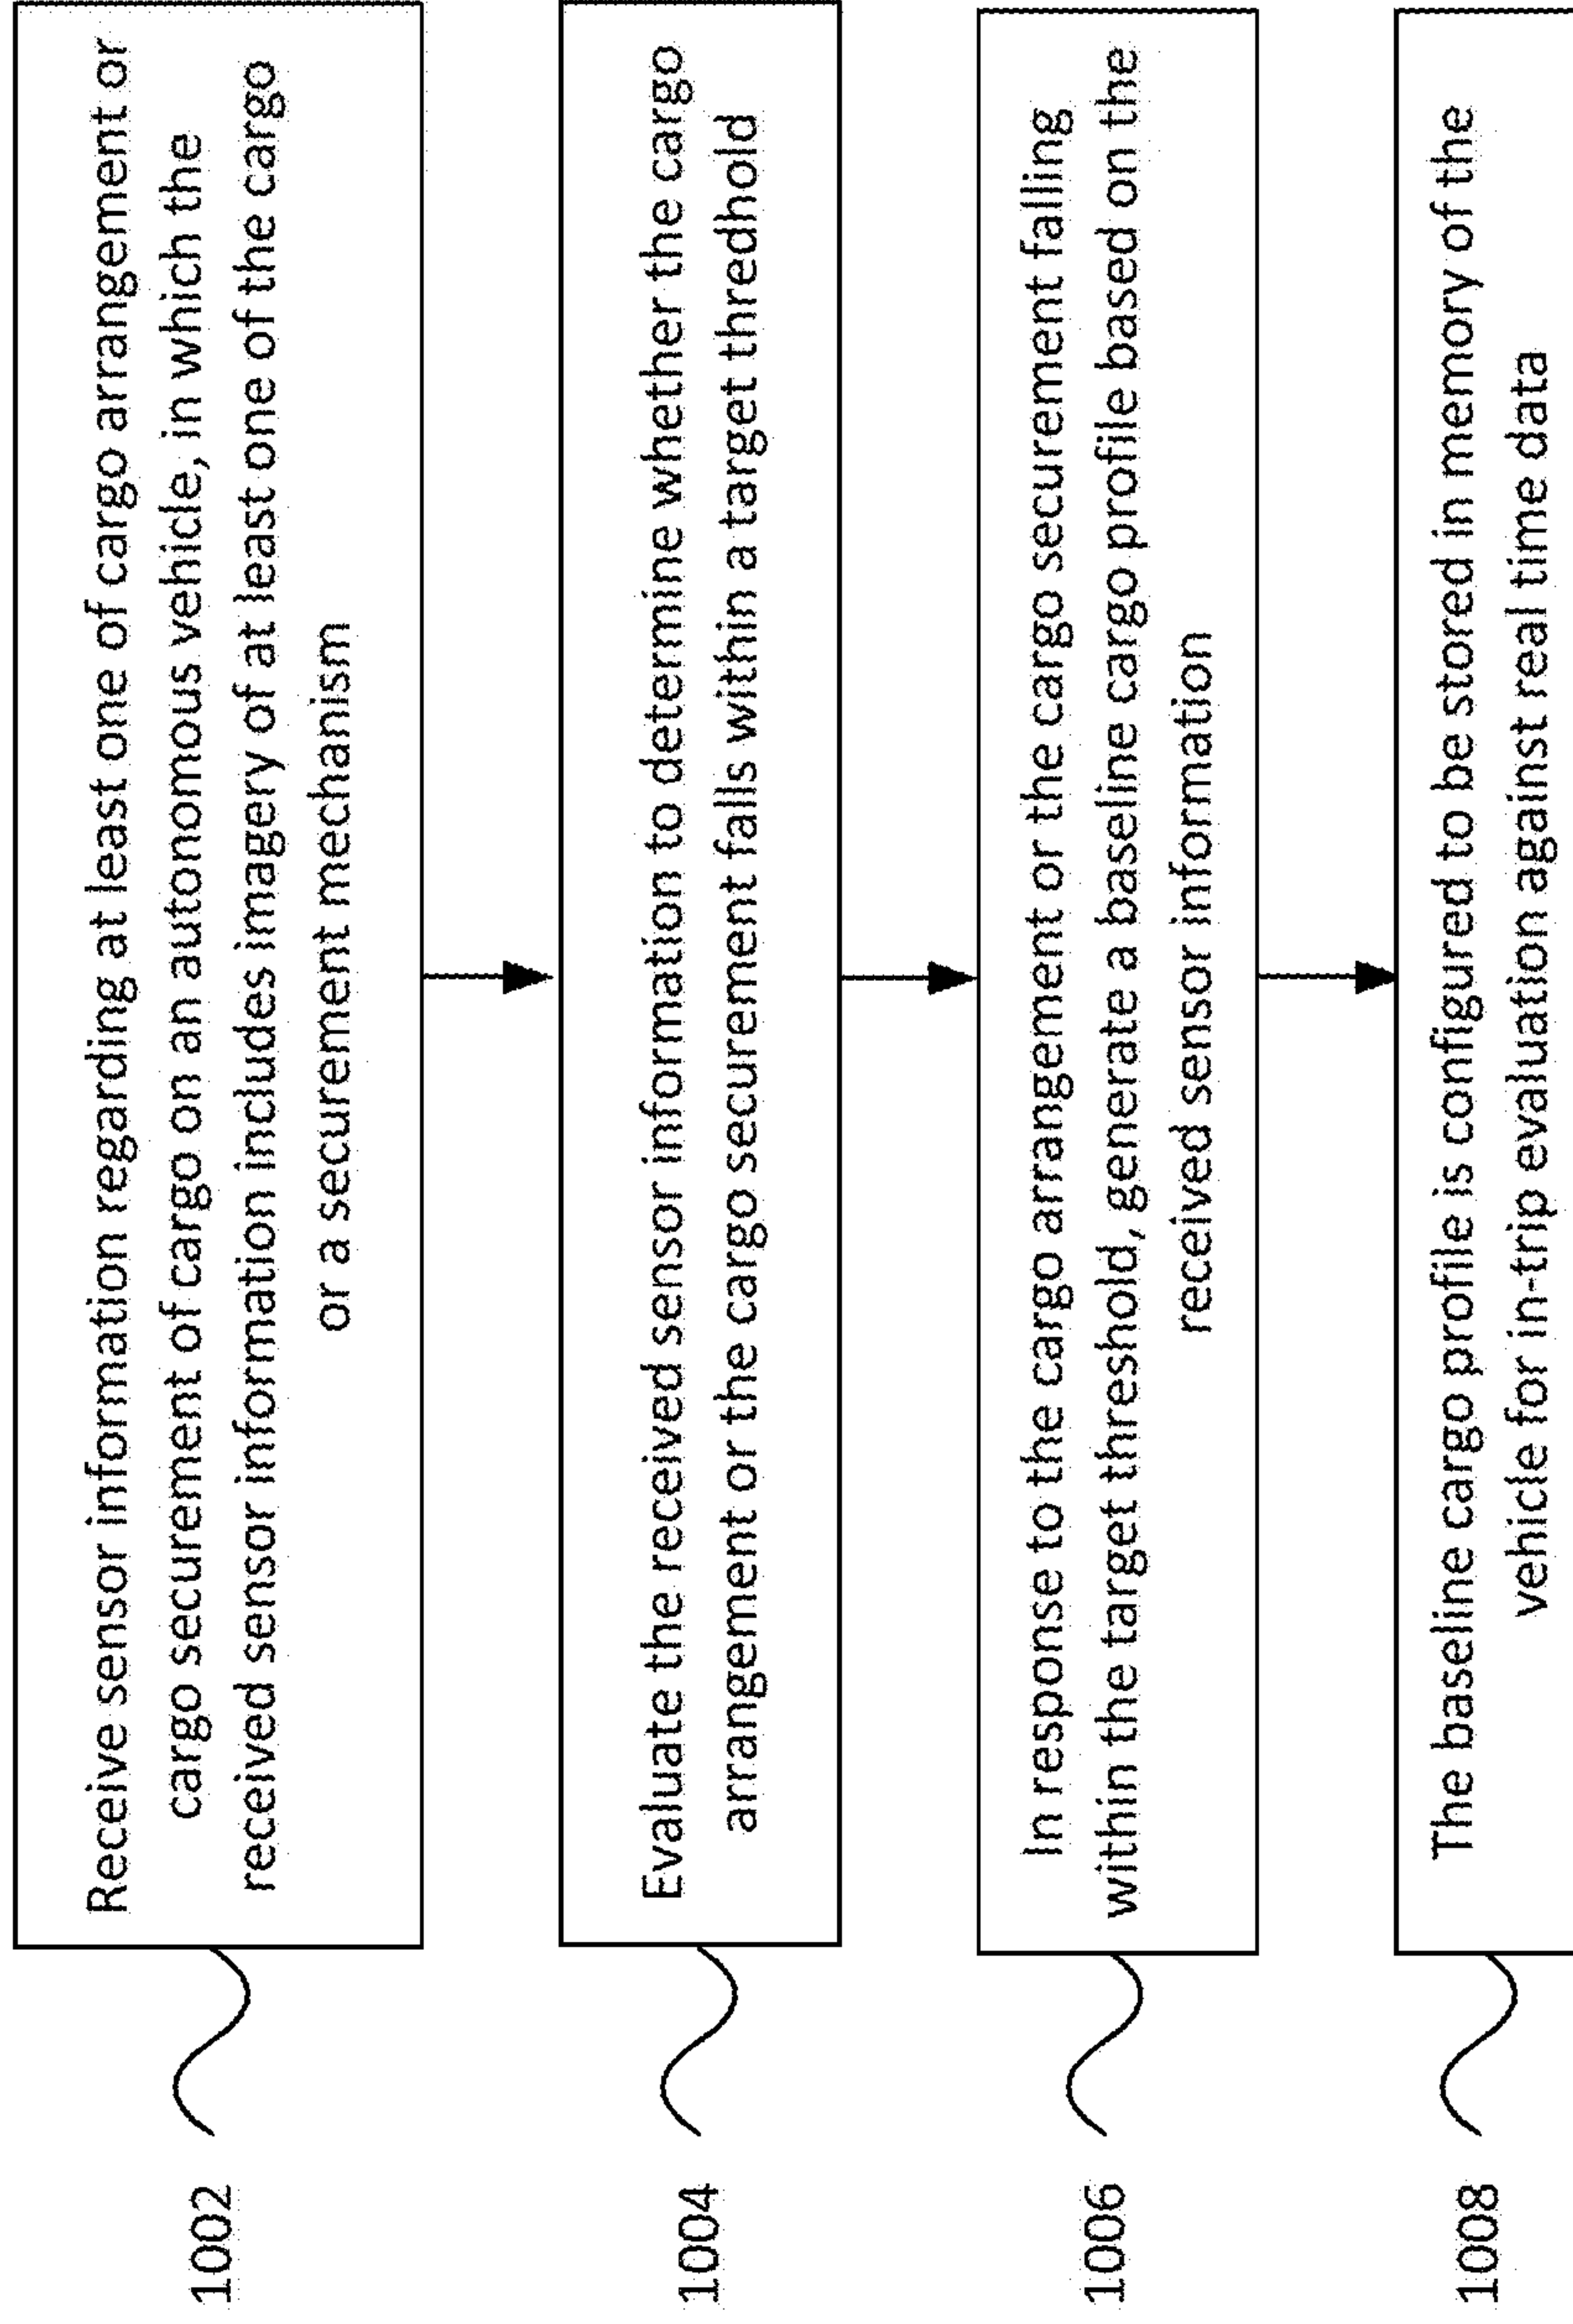 1002
Receive sensor information regarding at least one of cargo arrangement or
cargo securement of cargo on an autonomous vehicle, in which the
received sensor information includes imagery of at least one of the cargo
or a securement mechanism
1004
Evaluate the received sensor information to determine whether the cargo
arrangement or the cargo securement falls within a target thredhold
1006
In response to the cargo arrangement or the cargo securement falling
within the target threshold, generate a baseline cargo profile based on the
received sensor information
1008
The baseline cargo profile is configured to be stored in memory of the
vehicle for in-trip evaluation against real time data